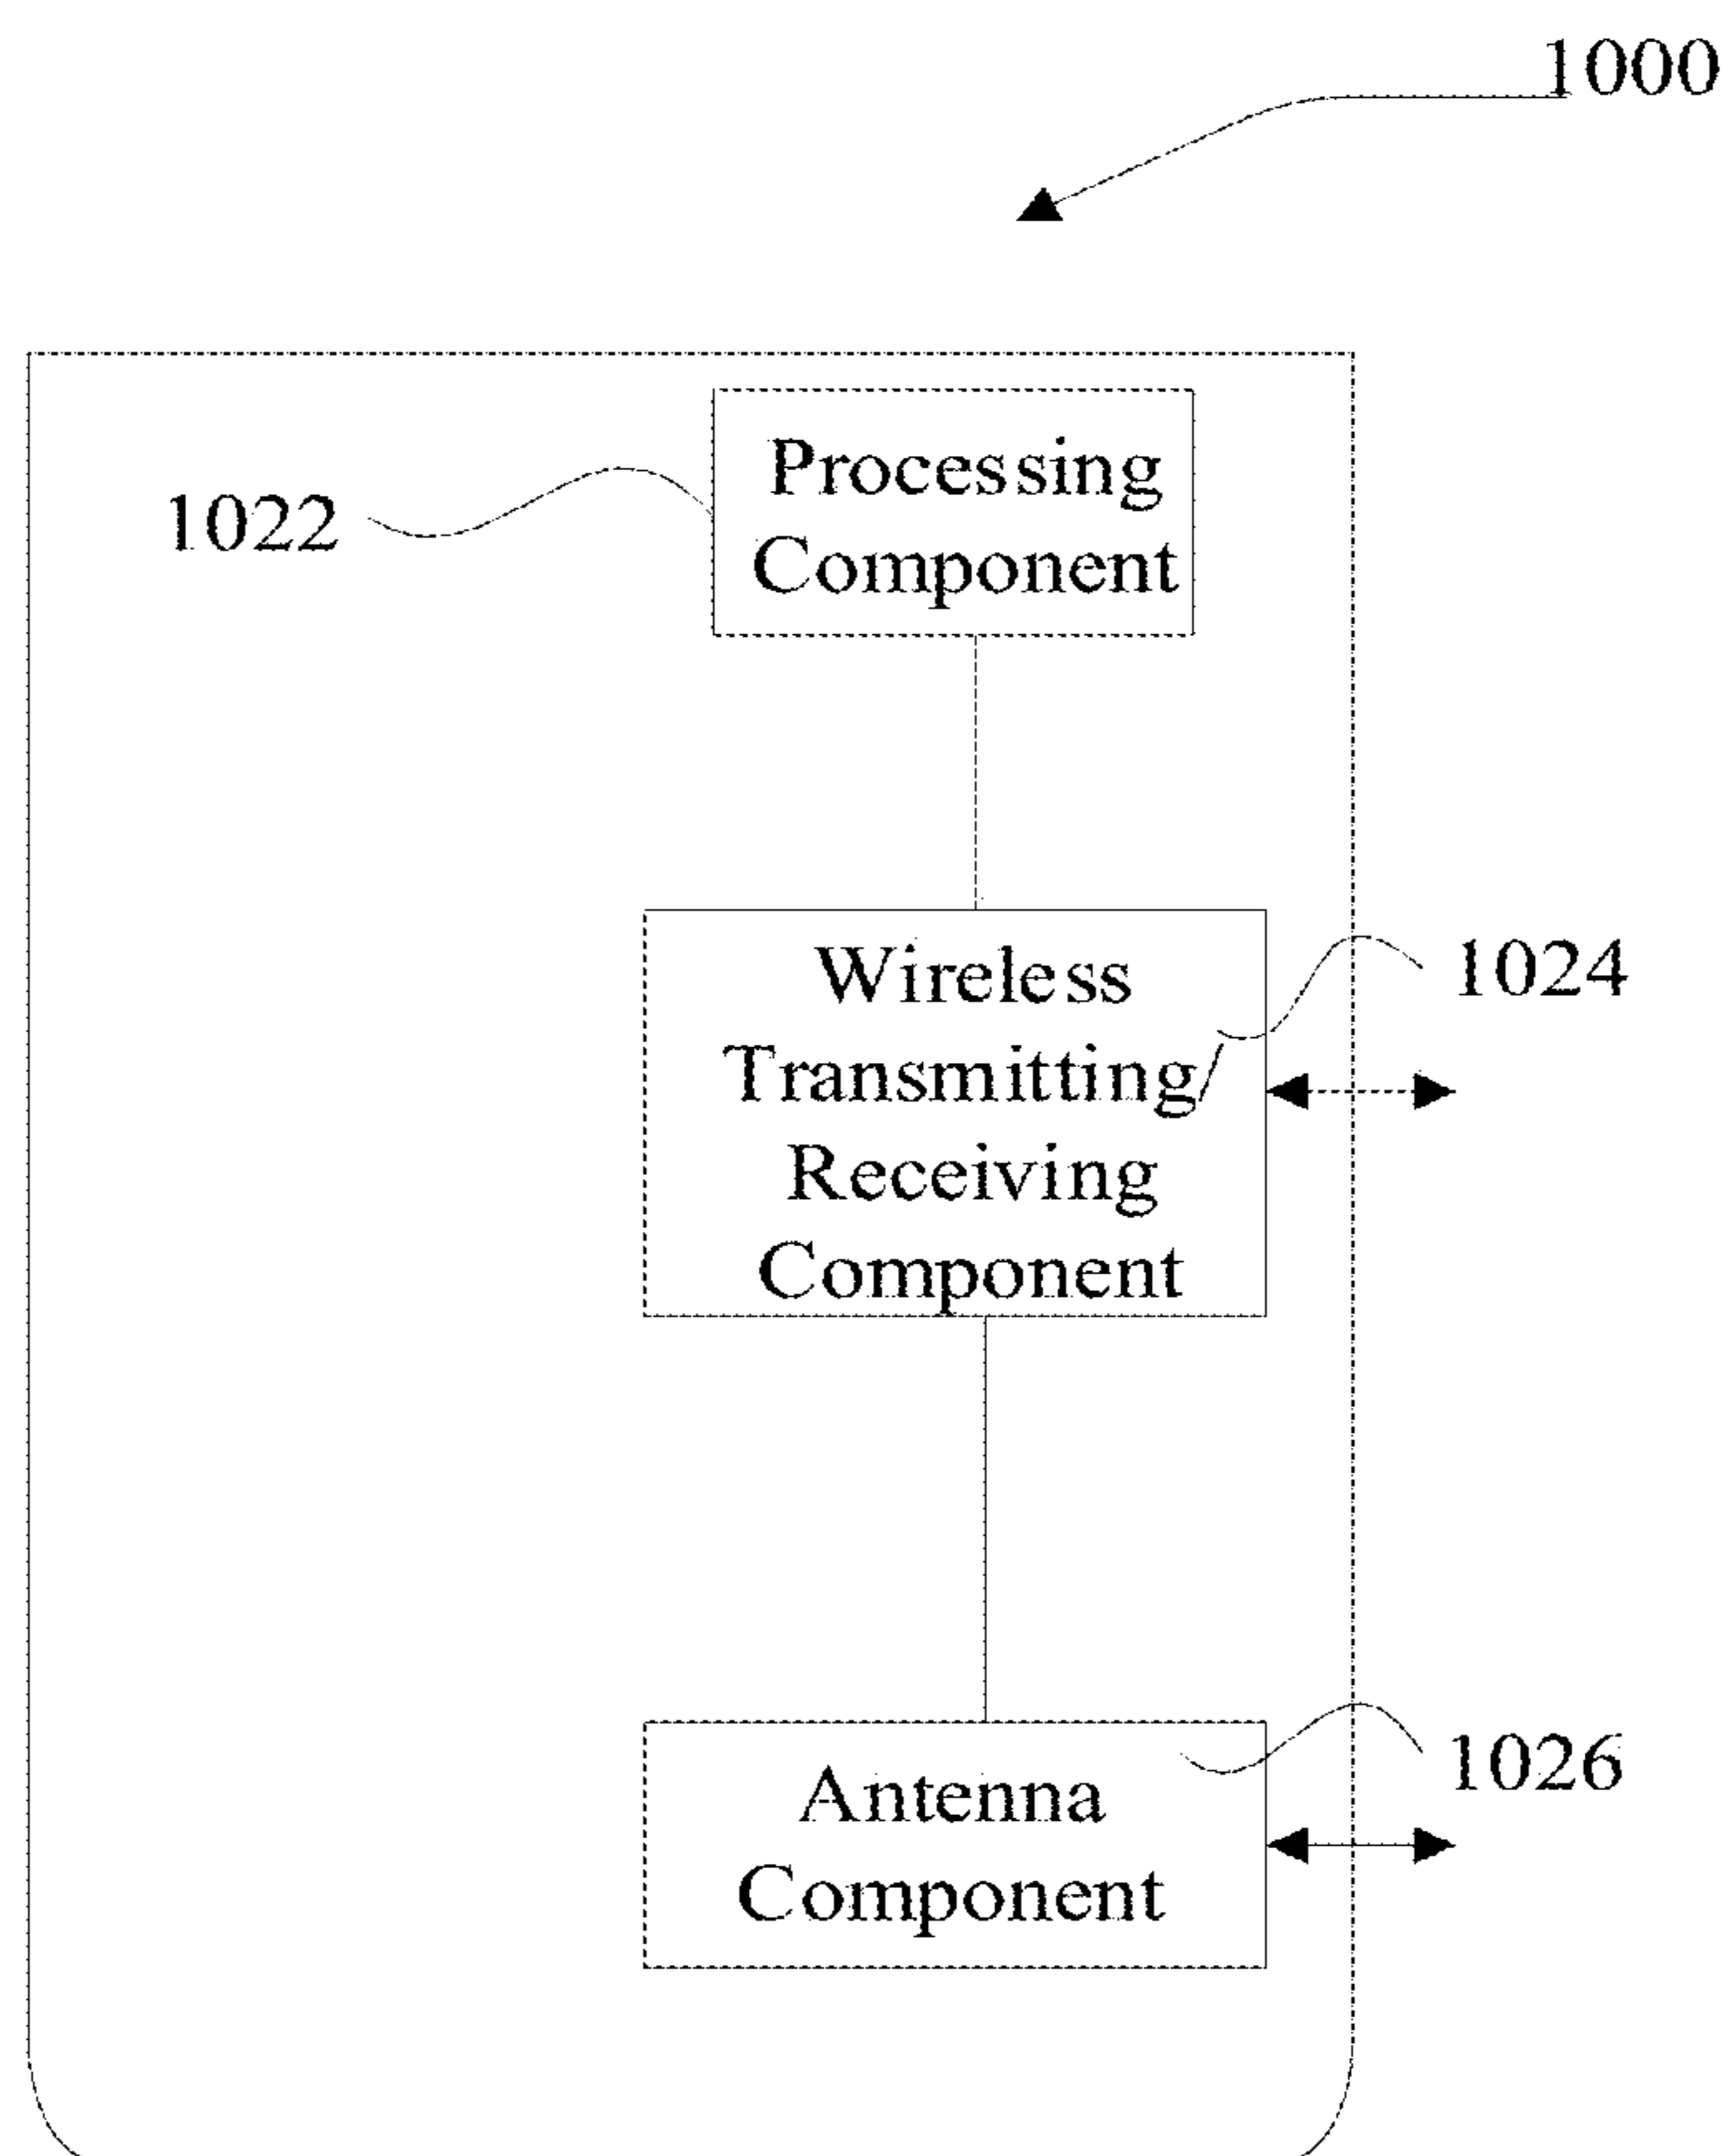 1000
Processing
Component
1022
Wireless
Transmitting/
Receiving
Component
1024
Antenna
Component
1026